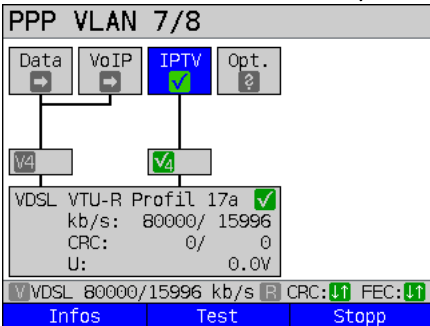 PPP VLAN 7/8
Data VoIP IPTV Opt.
?
V4 V4
VDSL VTU-R Profil 17a
kb/s: 80000/ 15996
CRC: 0/ 0
U: 0.0V
V VDSL 80000/15996 kb/s R CRC: FEC:
Infos Test Stopp